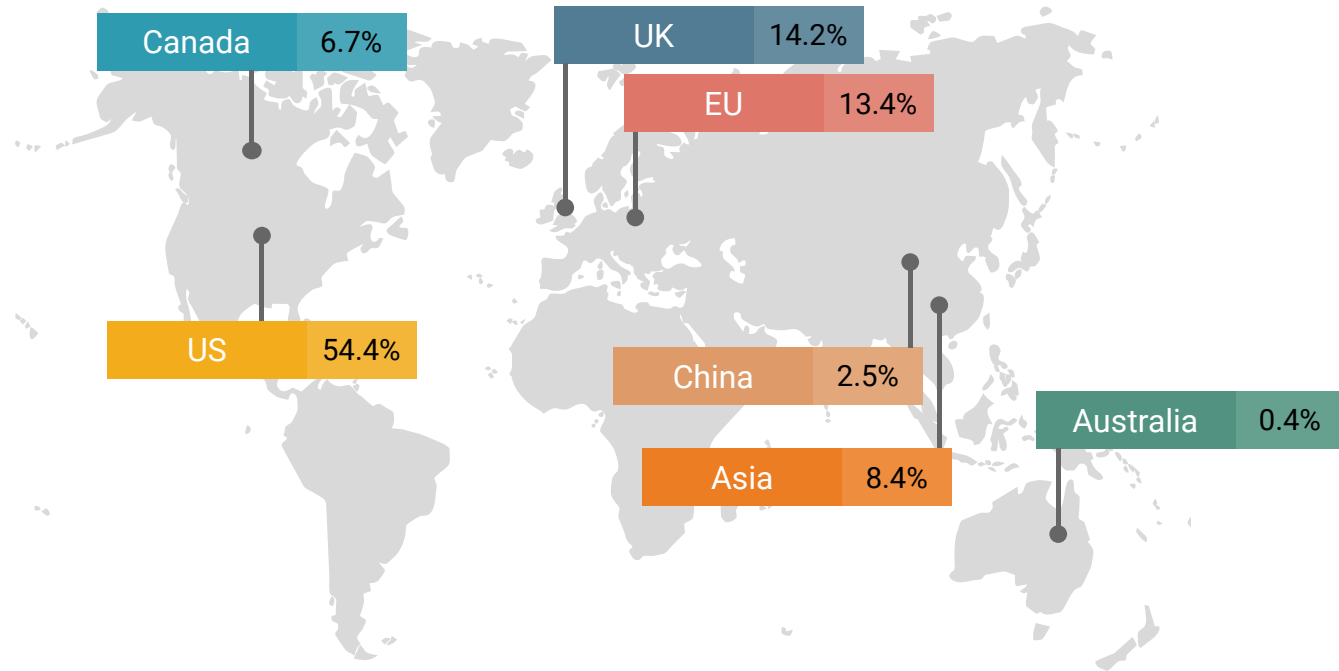 Canada 6.7%
UK 14.2%
EU 13.4%
US 54.4%
China 2.5%
Australia 0.4%
Asia 8.4%